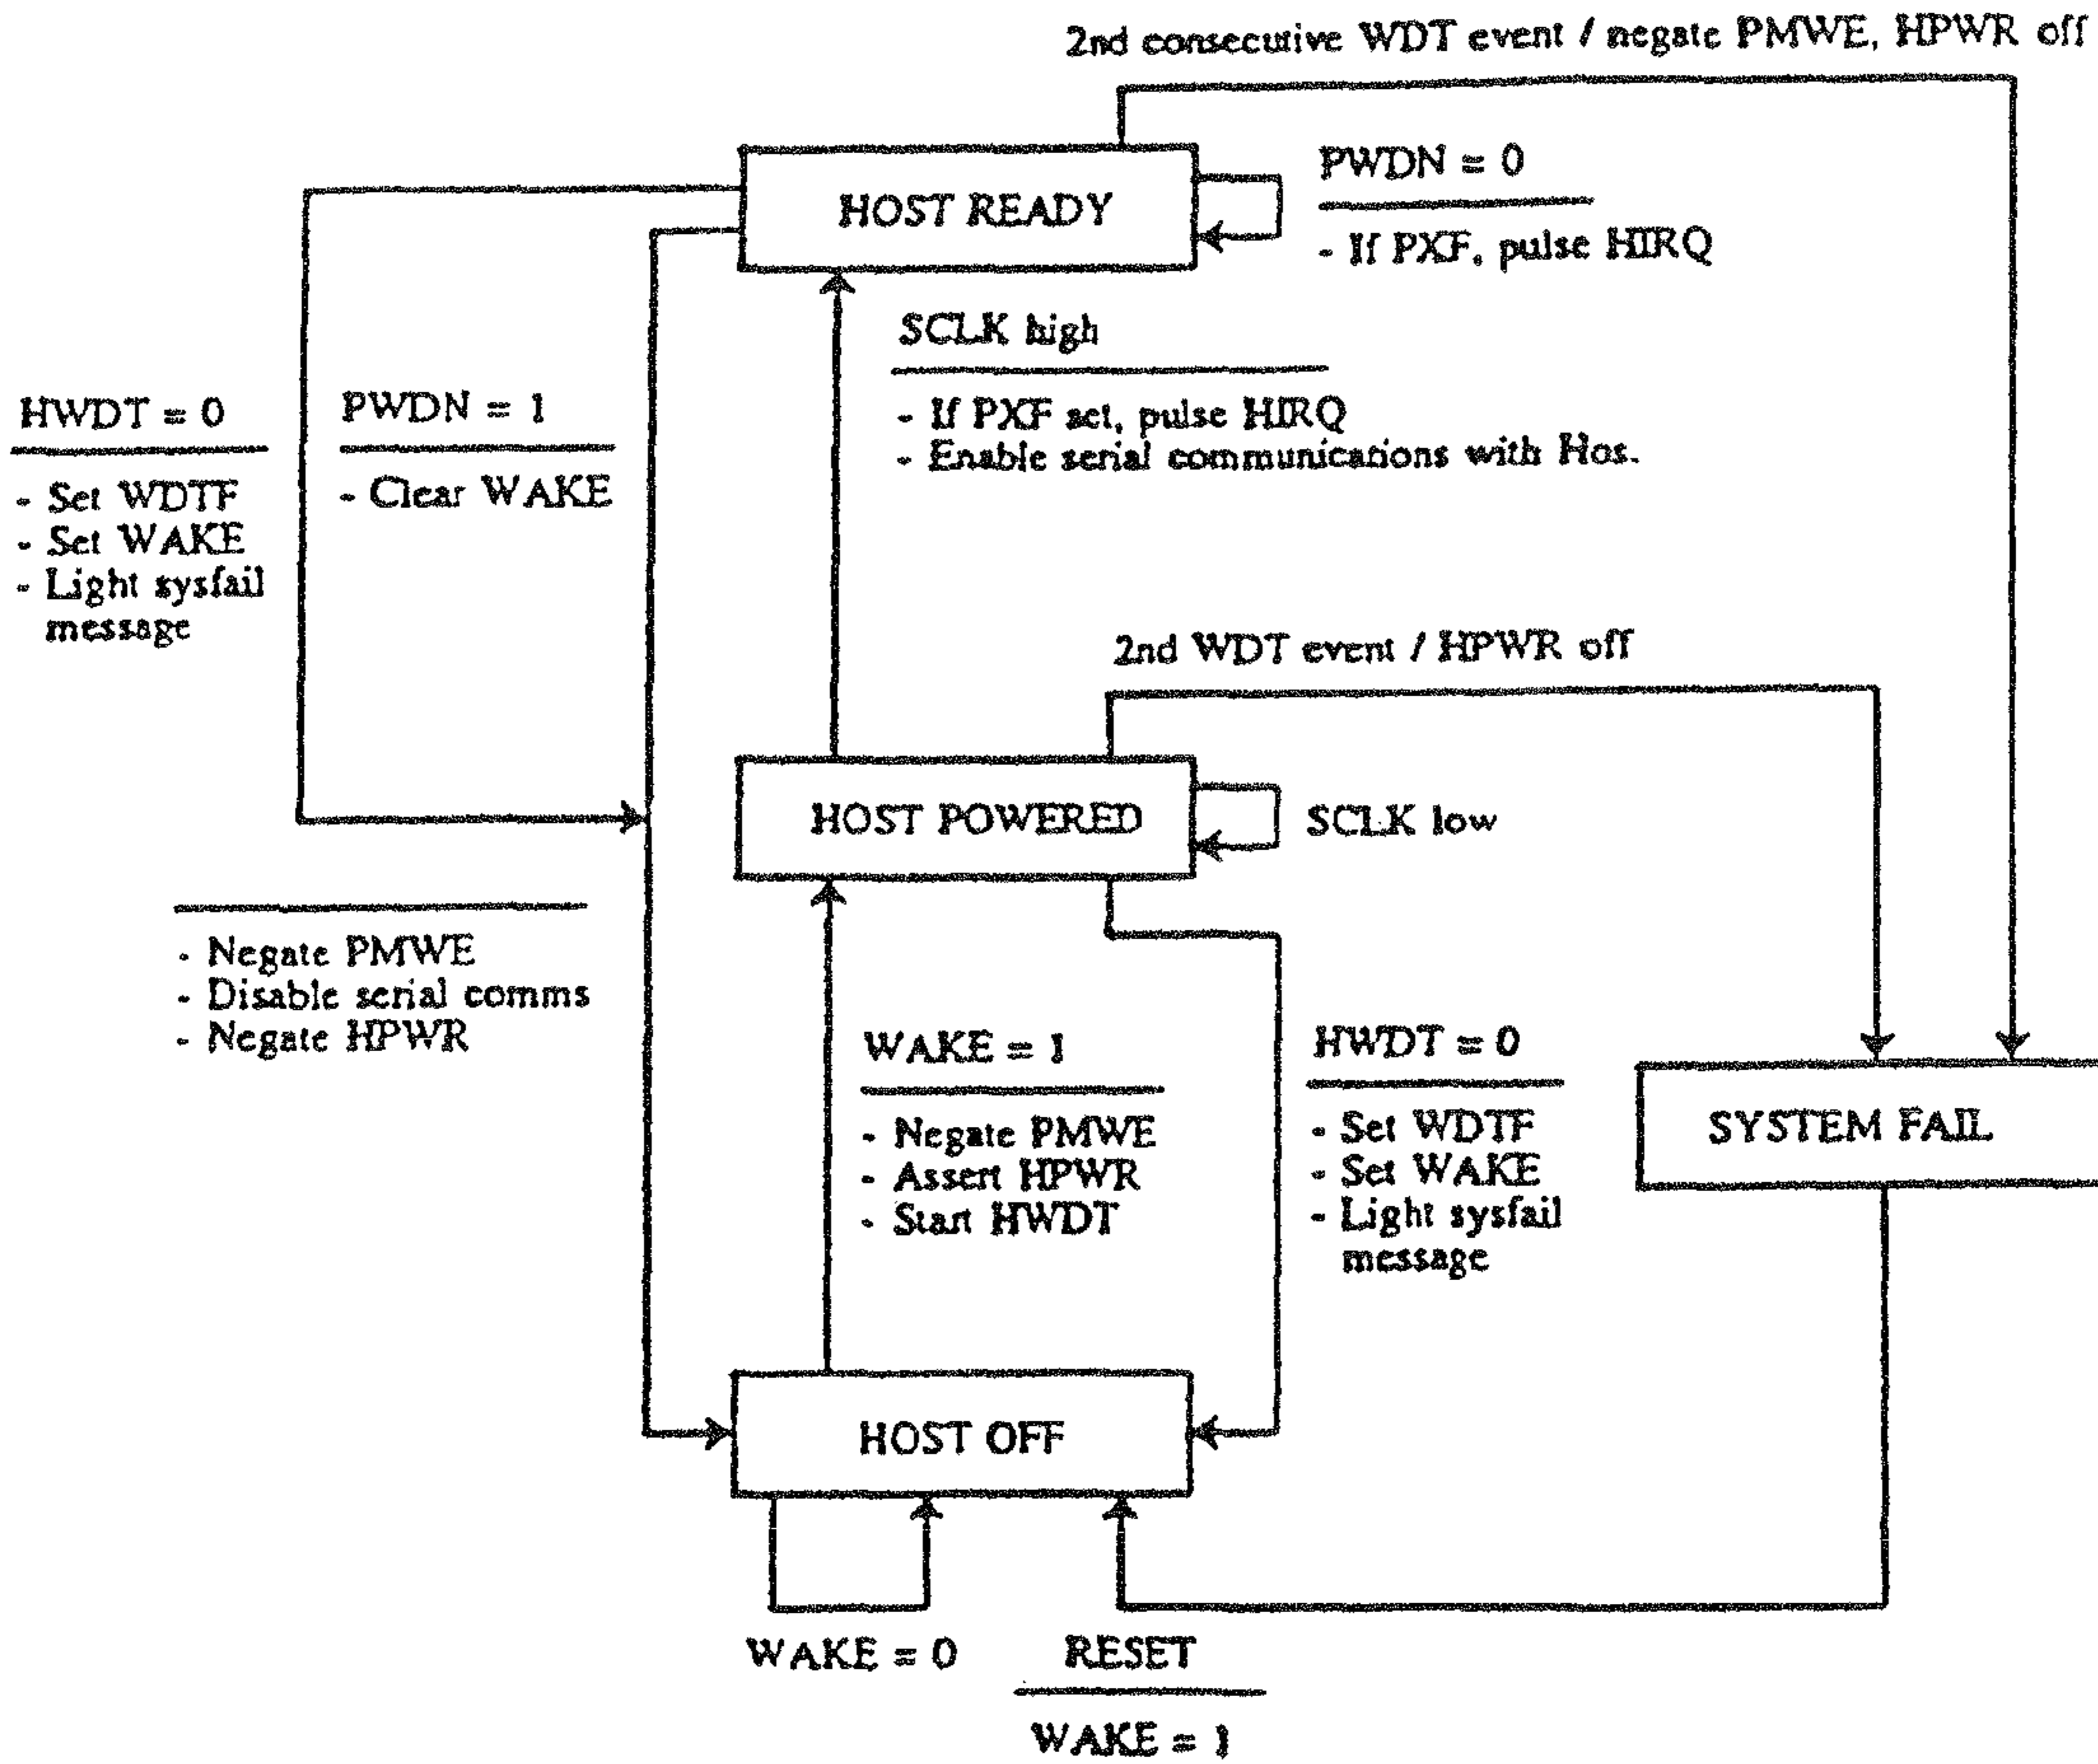 2nd consecutive WDT event / negate PMWE, HPWR off
HOST READY
PWDN = 0
- If PXF, pulse HIRQ
SCLK high
- If PXF set, pulse HIRQ
- Enable serial communications with Hos.
HWDT = 0
- Set WDTF
- Set WAKE
- Light sysfail
message
PWDN = 1
- Clear WAKE
2nd WDT event / HPWR off
HOST POWERED
SCLK low
- Negate PMWE
- Disable serial comms
- Negate HPWR
WAKE = 1
- Negate PMWE
- Assert HPWR
- Start HWDT
HWDT = 0
- Set WDTF
- Set WAKE
- Light sysfail
message
SYSTEM FAIL
HOST OFF
WAKE = 0
RESET
WAKE = 1